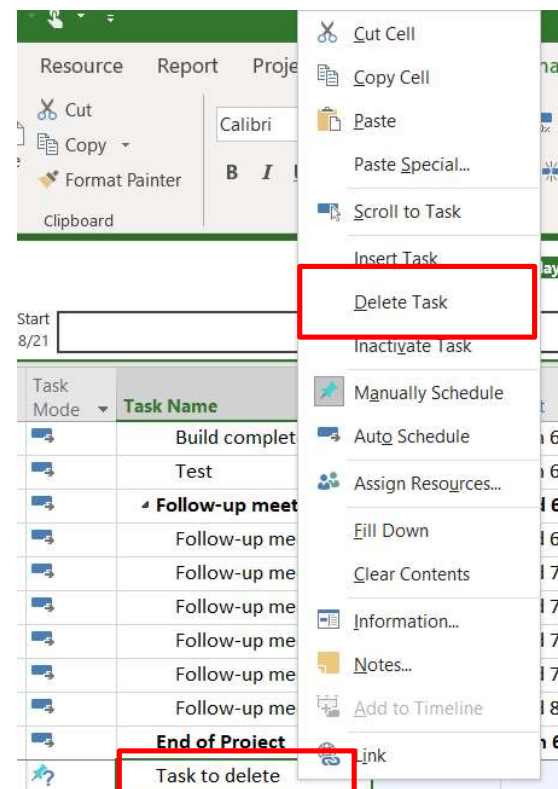 Resource Report Proje
Cut
Copy
Format Painter
Clipboard
Calibri
B I
Start
8/21
Task
Mode
Task Name
Build complet
Test
Follow-up meet
Follow-up me
Follow-up me
Follow-up me
Follow-up me
Follow-up me
Follow-up me
End of Project
Task to delete
Cut Cell
Copy Cell
Paste
Paste Special...
Scroll to Task
Insert Task
Delete Task
Inactivate Task
Manually Schedule
Auto Schedule
Assign Resources...
Fill Down
Clear Contents
Information...
Notes...
Add to Timeline
Link